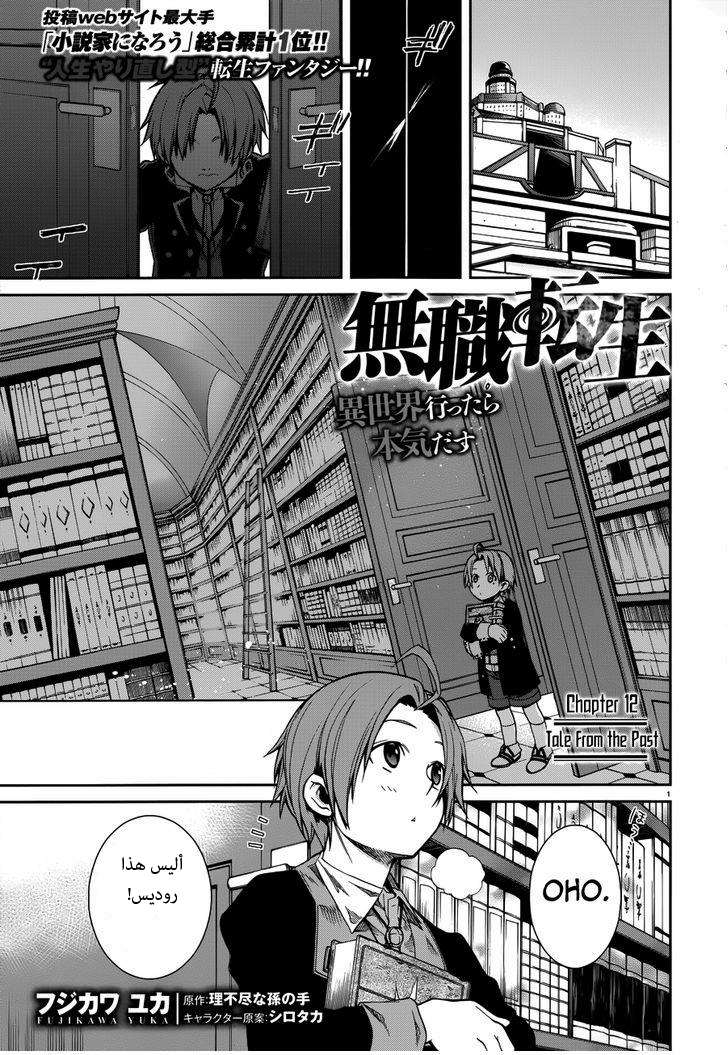 投稿webサイト最大手
「小説家になろう」総合累計1位!!
“人生やり直し型”転生ファンタジー!!
ギ
ギィ
無職転生
異世界行ったら
本気だす
Chapter 12
Tale From the Past
1
OHO.
أليس هذا
روديس!
フジカワ ユカ
FUJIKAWA YUKA
原作:理不尽な孫の手
キャラクター原案:シロタカ